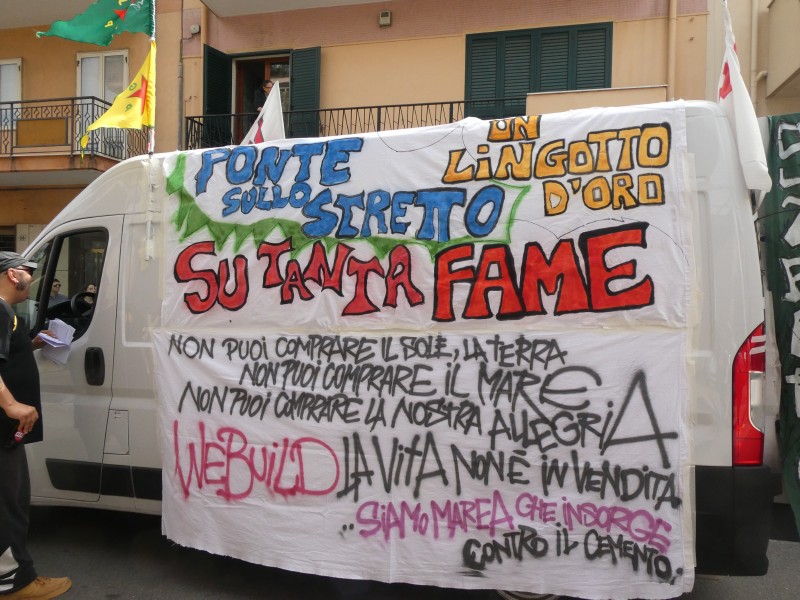 PONTE
SULLO
STRETTO
UN
LINGOTTO
D'ORO
SU TANTA FAME
NON PUOI COMPRARE IL SOLE, LA TERRA
NON PUOI COMPRARE IL MARE
NON PUOI COMPRARE LA NOSTRA ALLEGRIA
WEBUILD LA VITA NON È IN VENDITA
..SIAMO MAREA CHE INSORGE
CONTRO IL CEMENTO.